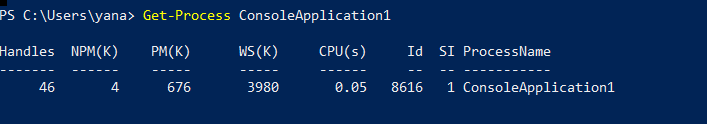 PS C:\Users\yana> Get-Process ConsoleApplication1
Handles  NPM(K)    PM(K)      WS(K)     CPU(s)     Id  SI ProcessName
-------  ------    -----      -----     ------     --  -- -----------
     46       4      676       3980       0.05   8616   1 ConsoleApplication1